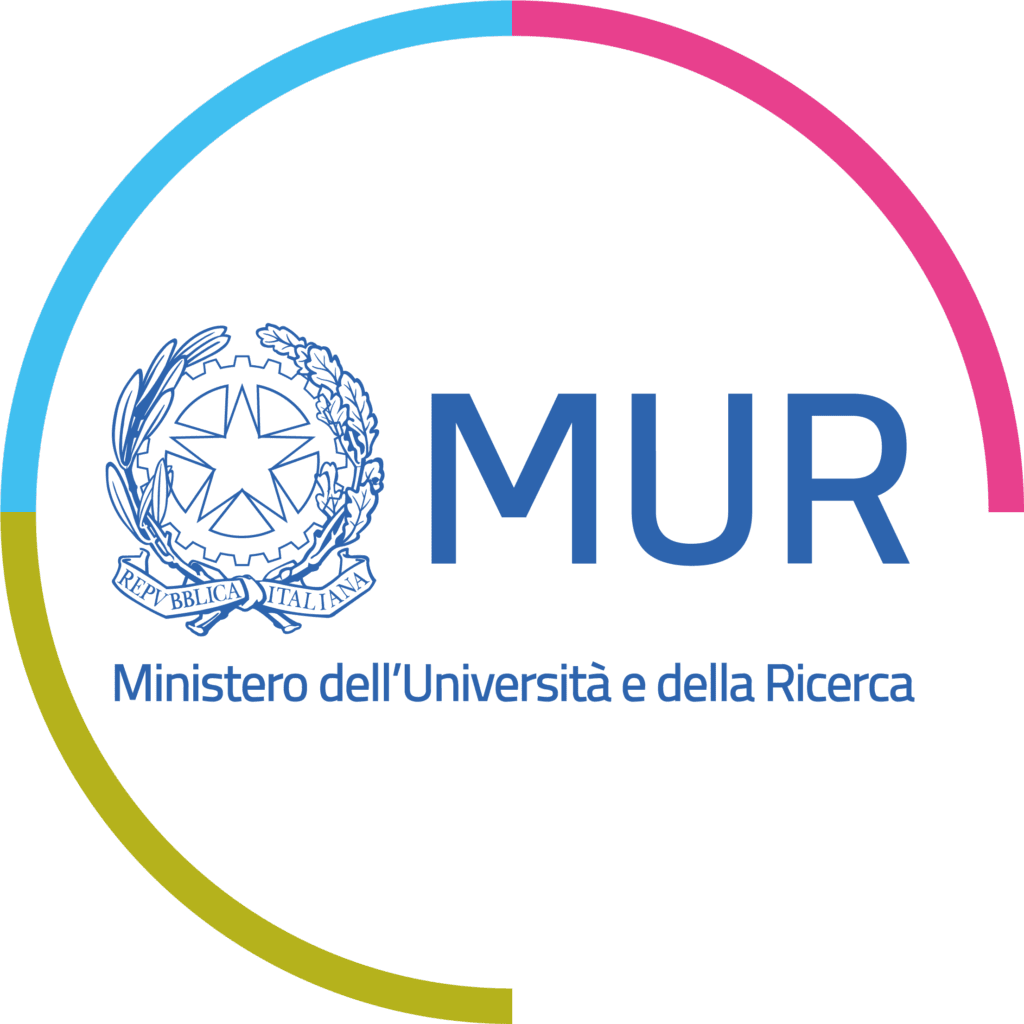 MUR
REPVBBLICA ITALIANA
Ministero dell’Università e della Ricerca